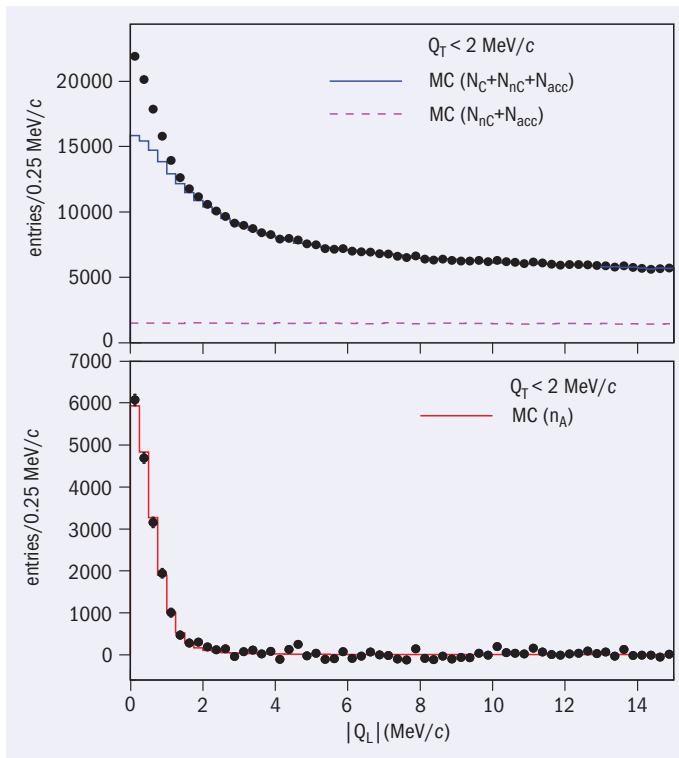 Q_T < 2 MeV/c
MC (N_C+N_nC+N_acc)
MC (N_nC+N_acc)
entries/0.25 MeV/c
20000
15000
10000
5000
0
Q_T < 2 MeV/c
MC (n_A)
entries/0.25 MeV/c
7000
6000
5000
4000
3000
2000
1000
0
0 2 4 6 8 10 12 14
|Q_L| (MeV/c)